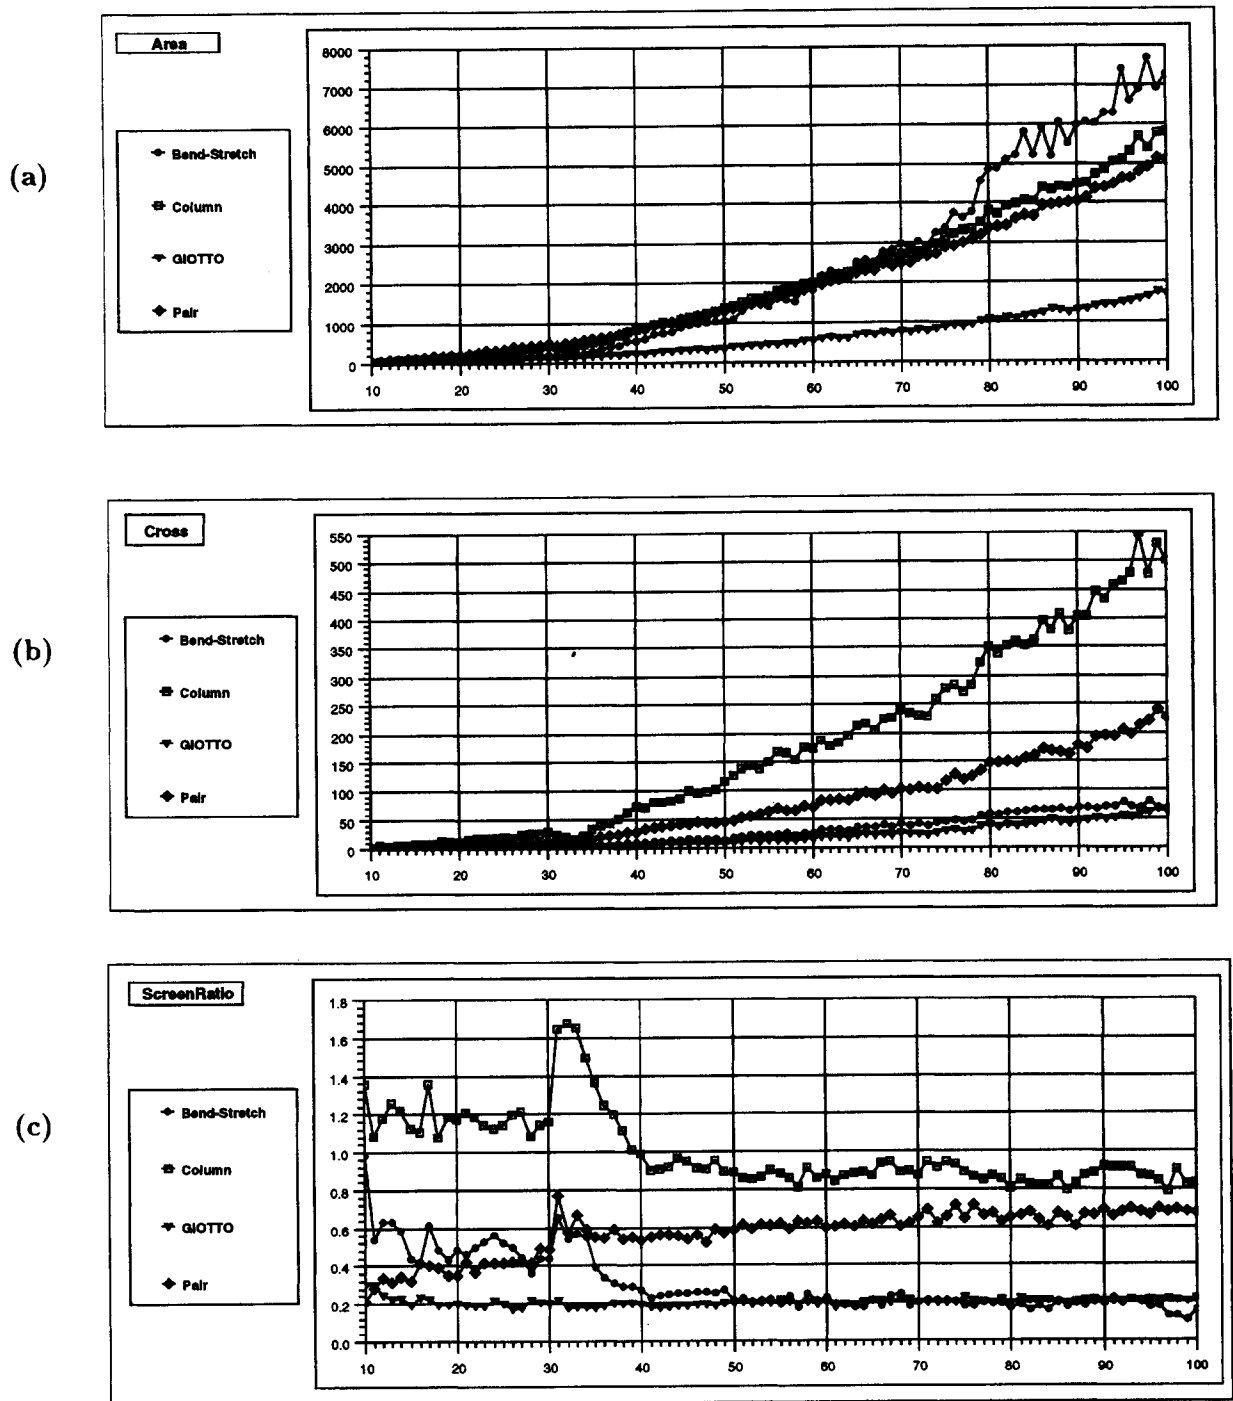 (a)
Area
Bend-Stretch
Column
GIOTTO
Pair
8000
7000
6000
5000
4000
3000
2000
1000
0
10 20 30 40 50 60 70 80 90 100
(b)
Cross
Bend-Stretch
Column
GIOTTO
Pair
550
500
450
400
350
300
250
200
150
100
50
0
10 20 30 40 50 60 70 80 90 100
(c)
ScreenRatio
Bend-Stretch
Column
GIOTTO
Pair
1.8
1.6
1.4
1.2
1.0
0.8
0.6
0.4
0.2
0.0
10 20 30 40 50 60 70 80 90 100